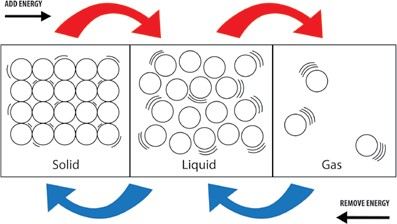 ADD ENERGY
Solid
Liquid
Gas
REMOVE ENERGY